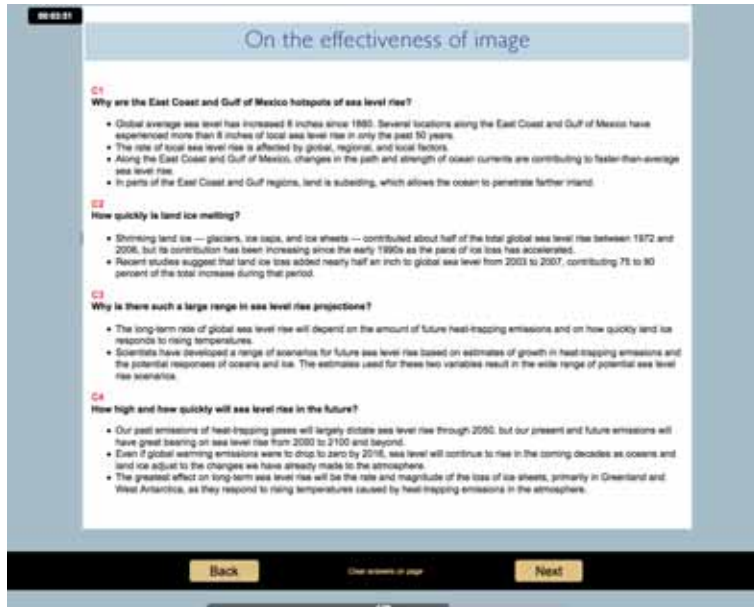 00:03:51
On the effectiveness of image
C1
Why are the East Coast and Gulf of Mexico hotspots of sea level rise?
• Global average sea level has increased 8 inches since 1880. Several locations along the East Coast and Gulf of Mexico have
experienced more than 8 inches of local sea level rise in only the past 50 years.
• The rate of local sea level rise is affected by global, regional, and local factors.
• Along the East Coast and Gulf of Mexico, changes in the path and strength of ocean currents are contributing to faster-than-average
sea level rise.
• In parts of the East Coast and Gulf regions, land is subsiding, which allows the ocean to penetrate farther inland.
C2
How quickly is land ice melting?
• Shrinking land ice — glaciers, ice caps, and ice sheets — contributed about half of the total global sea level rise between 1972 and
2008, but its contribution has been increasing since the early 1990s as the pace of ice loss has accelerated.
• Recent studies suggest that land ice loss added nearly half an inch to global sea level from 2003 to 2007, contributing 75 to 80
percent of the total increase during that period.
C3
Why is there such a large range in sea level rise projections?
• The long-term rate of global sea level rise will depend on the amount of future heat-trapping emissions and on how quickly land ice
responds to rising temperatures.
• Scientists have developed a range of scenarios for future sea level rise based on estimates of growth in heat-trapping emissions and
the potential responses of oceans and ice. The estimates used for these two variables result in the wide range of potential sea level
rise scenarios.
C4
How high and how quickly will sea level rise in the future?
• Our past emissions of heat-trapping gases will largely dictate sea level rise through 2050, but our present and future emissions will
have great bearing on sea level rise from 2050 to 2100 and beyond.
• Even if global warming emissions were to drop to zero by 2016, sea level will continue to rise in the coming decades as oceans and
land ice adjust to the changes we have already made to the atmosphere.
• The greatest effect on long-term sea level rise will be the rate and magnitude of the loss of ice sheets, primarily in Greenland and
West Antarctica, as they respond to rising temperatures caused by heat-trapping emissions in the atmosphere.
Back
Clear answers on page
Next